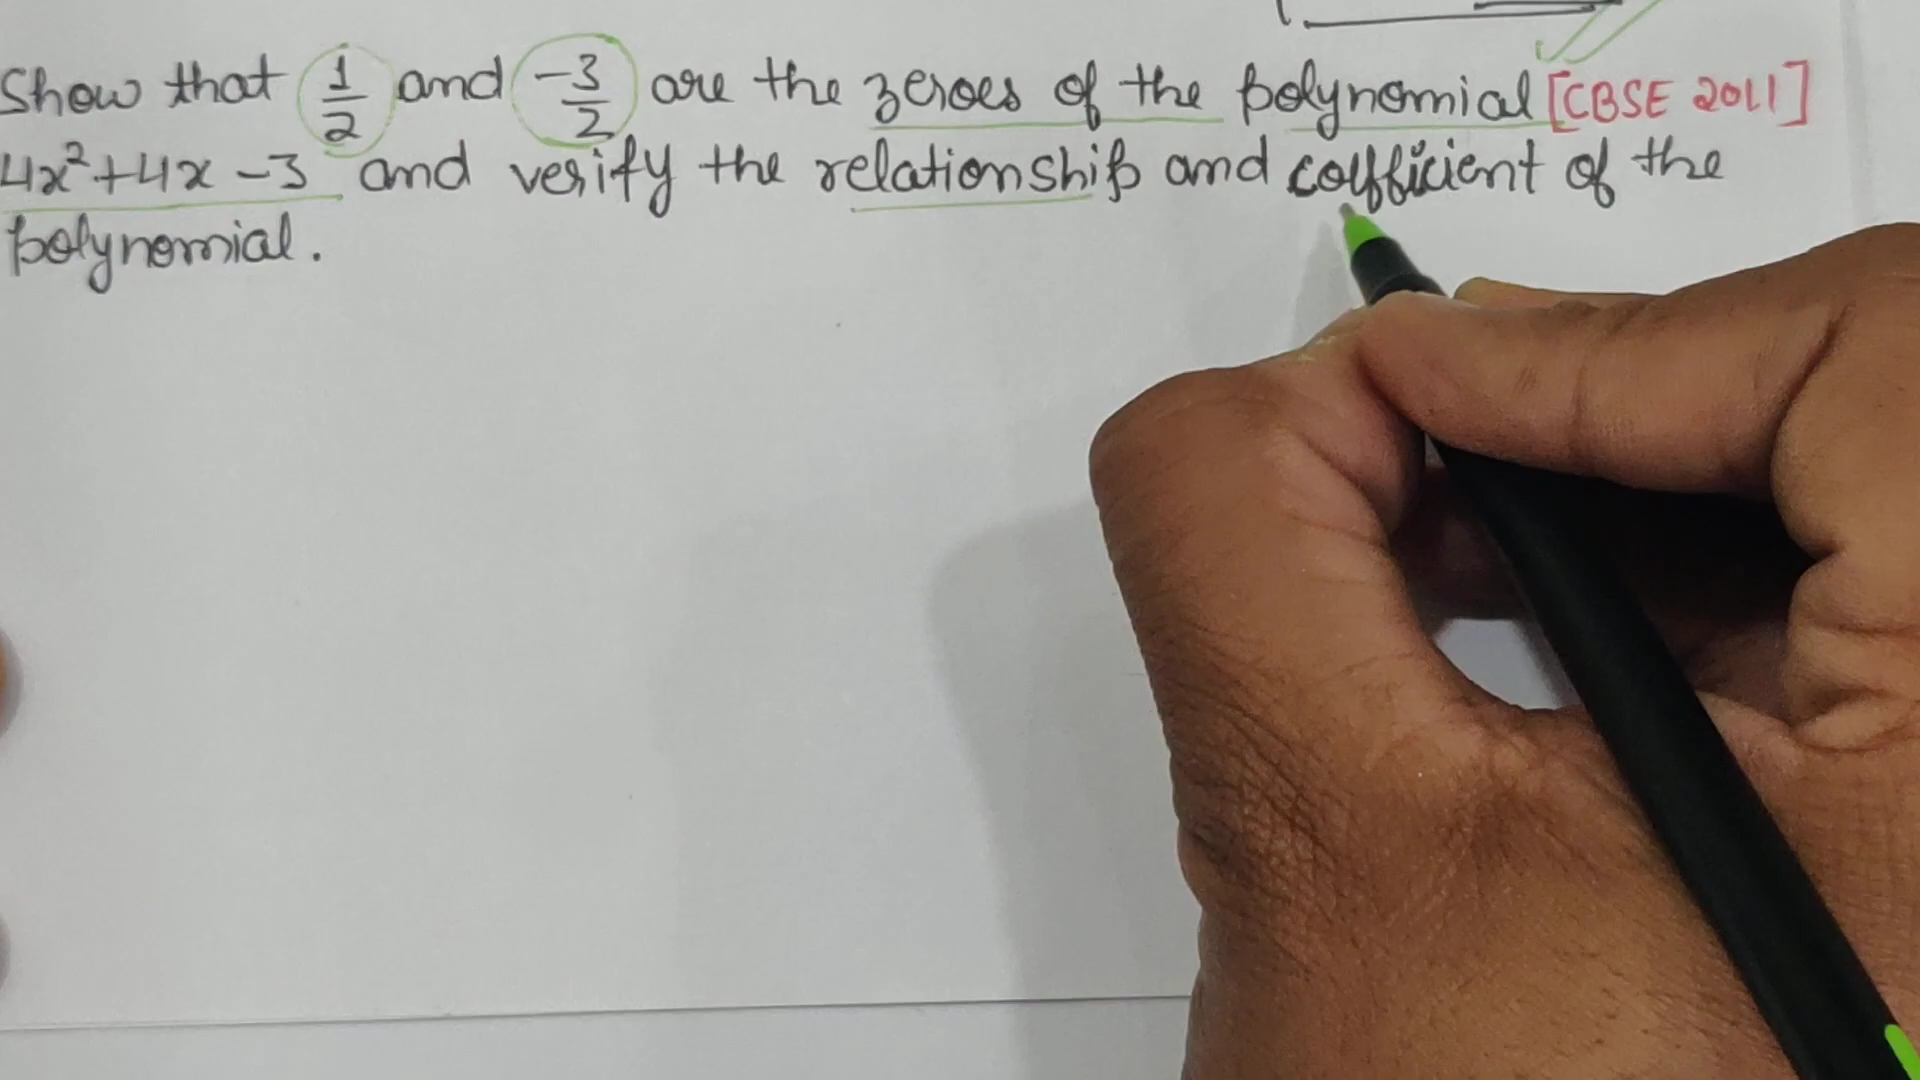 Show that 1/2 and -3/2 are the zeroes of the polynomial [CBSE 2011]
4x²+4x-3 and verify the relationship and coefficient of the
polynomial.